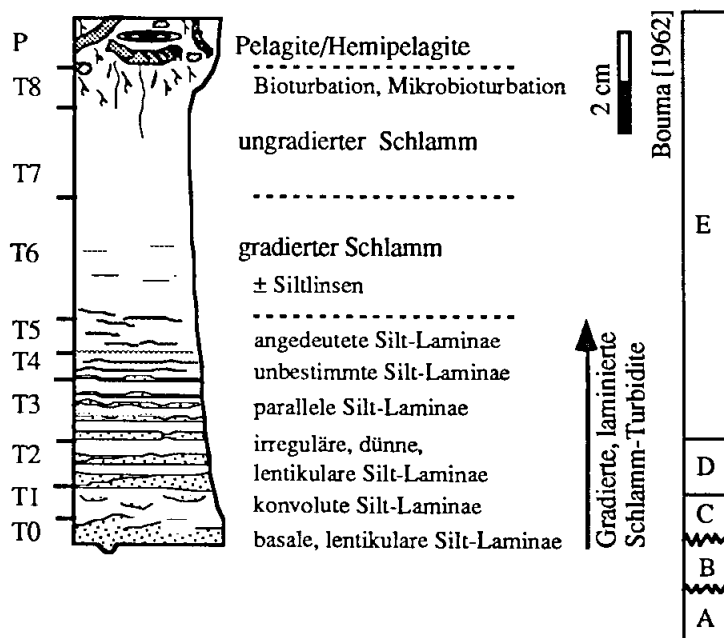 P
Pelagite/Hemipelagite
T8
Bioturbation, Mikrobioturbation
ungradierter Schlamm
T7
T6
gradierter Schlamm
± Siltlinsen
T5
angedeutete Silt-Laminae
T4
unbestimmte Silt-Laminae
T3
parallele Silt-Laminae
T2
irreguläre, dünne,
lentikulare Silt-Laminae
T1
konvolute Silt-Laminae
T0
basale, lentikulare Silt-Laminae
2 cm
Bouma [1962]
Gradierte, laminierte
Schlamm-Turbidite
E
D
C
B
A